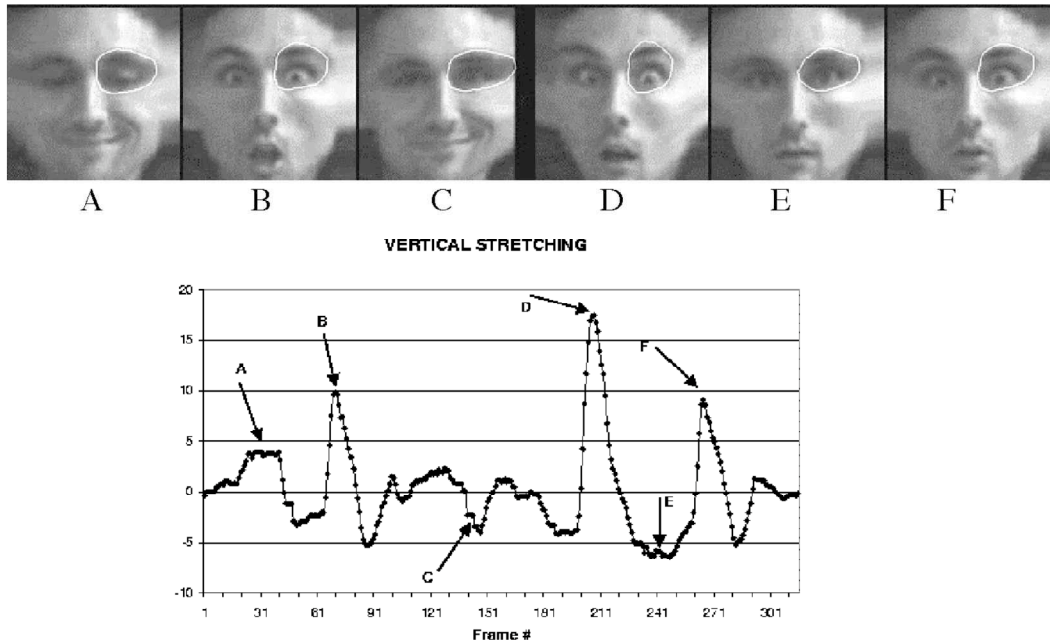 A B C D E F
VERTICAL STRETCHING
20
D
B
15
F
A
10
5
0
E
-5
C
-10
1 31 61 91 121 151 181 211 241 271 301
Frame #